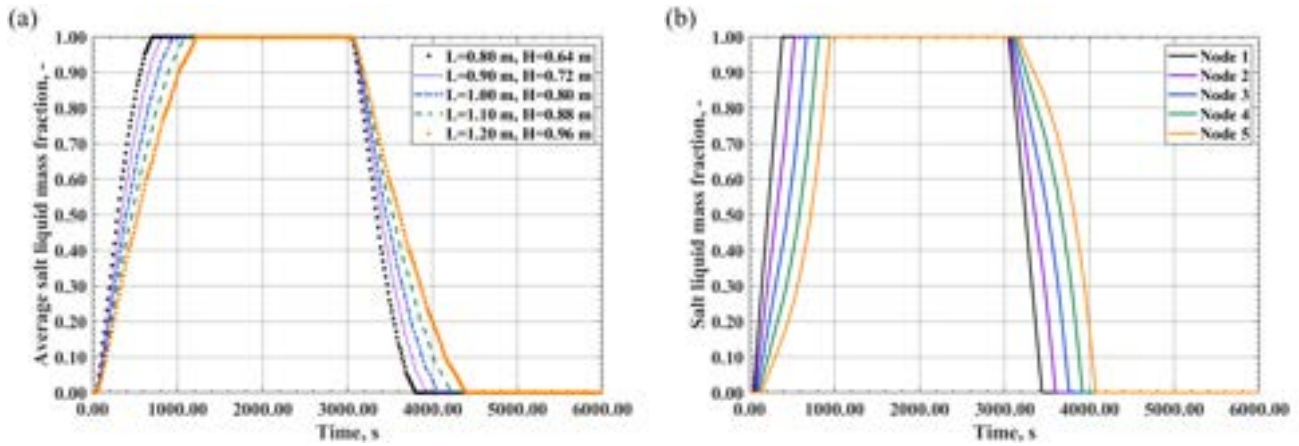 (a)
Average salt liquid mass fraction, -
1.00
0.90
0.80
0.70
0.60
0.50
0.40
0.30
0.20
0.10
0.00
0.00 1000.00 2000.00 3000.00 4000.00 5000.00 6000.00
Time, s
L=0.80 m, H=0.64 m
L=0.90 m, H=0.72 m
L=1.00 m, H=0.80 m
L=1.10 m, H=0.88 m
L=1.20 m, H=0.96 m
(b)
Salt liquid mass fraction, -
1.00
0.90
0.80
0.70
0.60
0.50
0.40
0.30
0.20
0.10
0.00
0.00 1000.00 2000.00 3000.00 4000.00 5000.00 6000.00
Time, s
Node 1
Node 2
Node 3
Node 4
Node 5